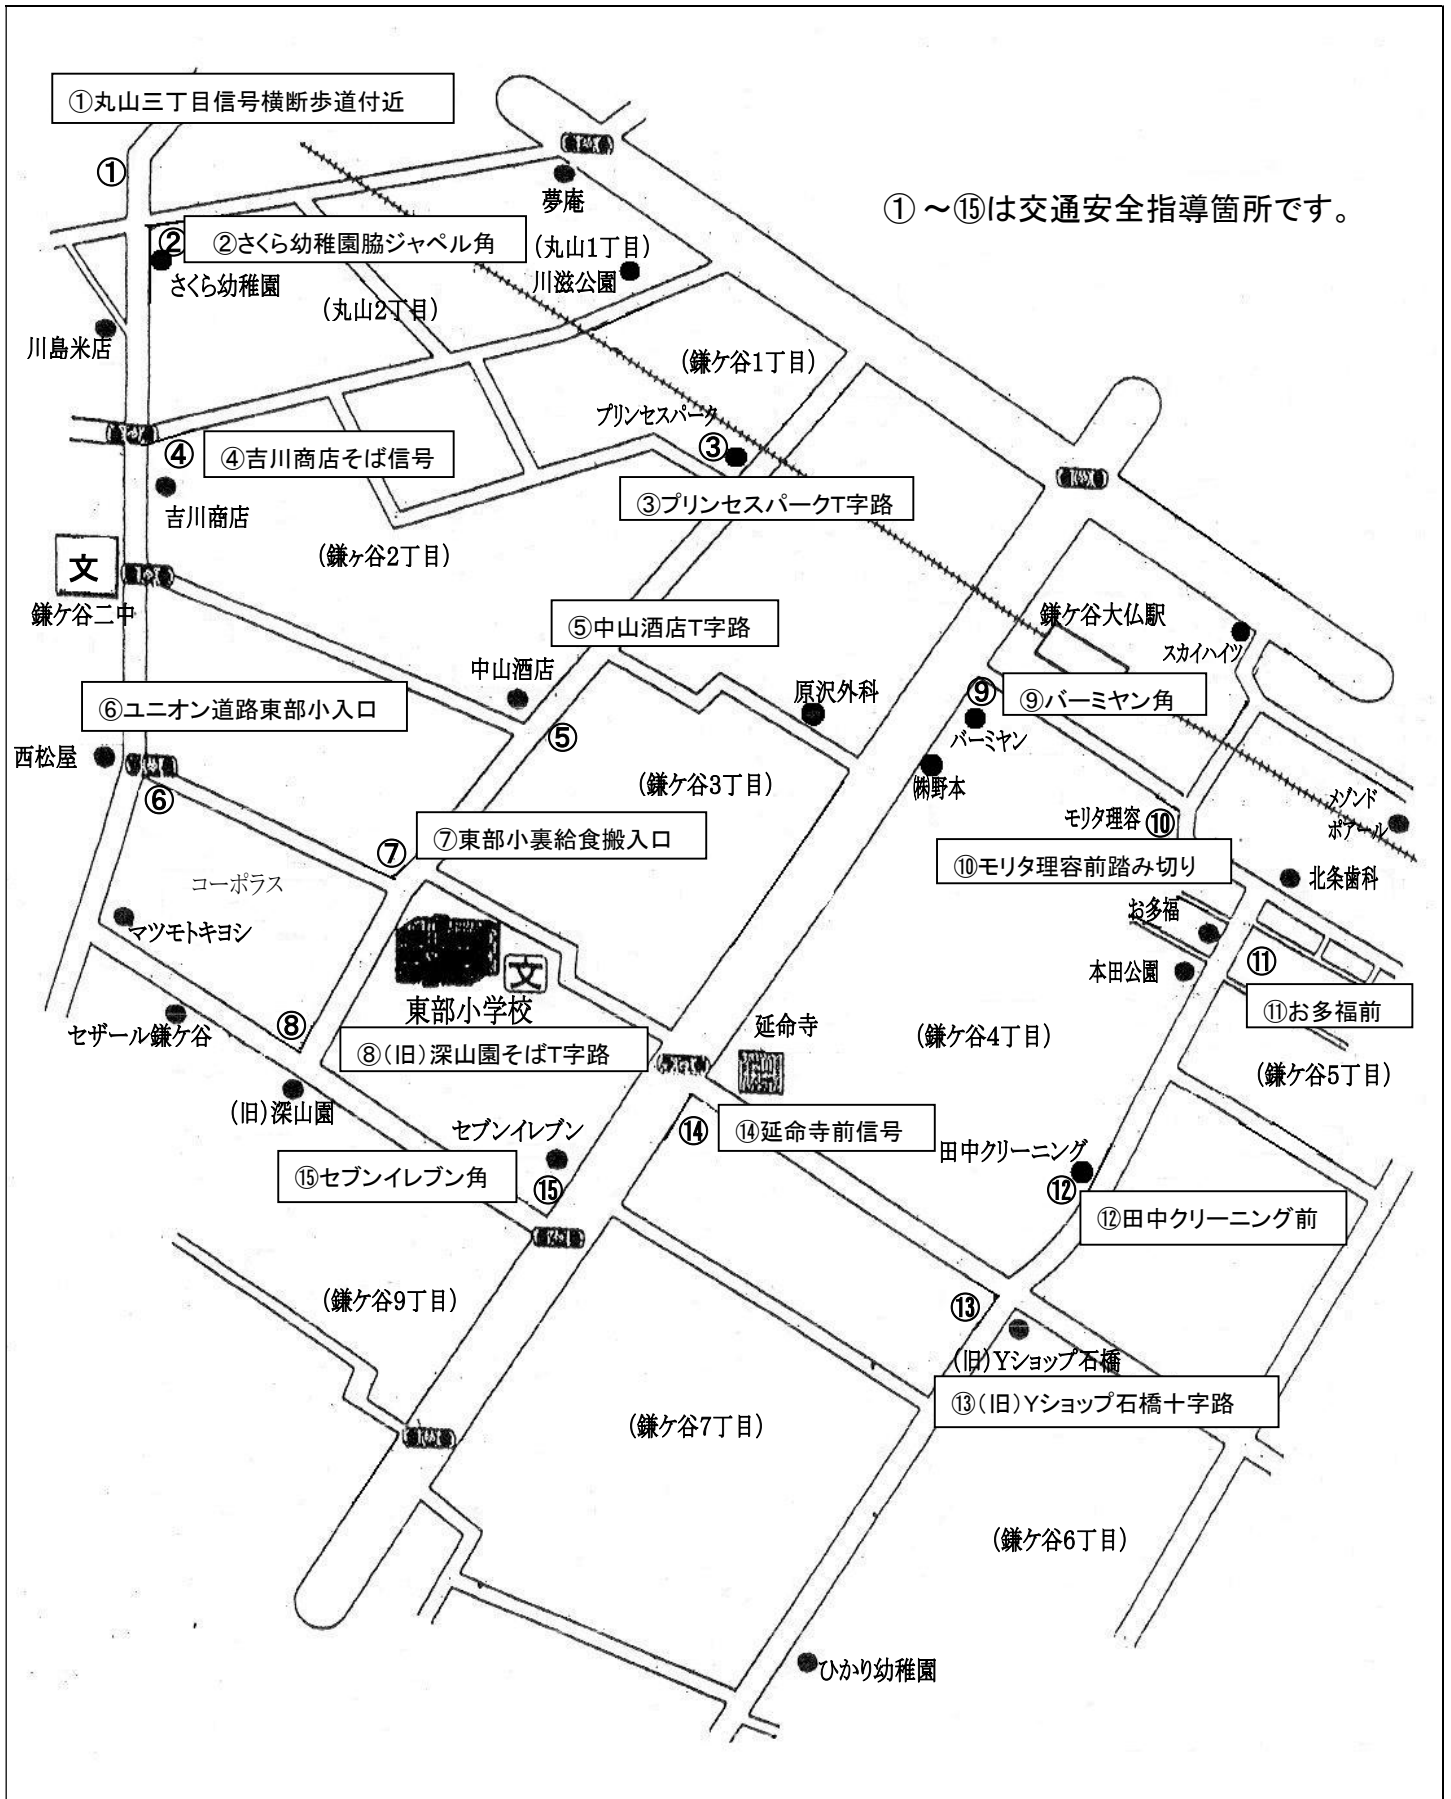 ①丸山三丁目信号横断歩道付近
①
夢庵
①～⑮は交通安全指導箇所です。
②
②さくら幼稚園脇ジャペル角
(丸山1丁目)
川滋公園
さくら幼稚園
(丸山2丁目)
川島米店
(鎌ケ谷1丁目)
プリンセスパーク
③
④
④吉川商店そば信号
③プリンセスパークT字路
吉川商店
(鎌ヶ谷2丁目)
文
鎌ケ谷二中
⑤中山酒店T字路
鎌ケ谷大仏駅
スカイハイツ
中山酒店
原沢外科
⑨
⑨バーミヤン角
⑥ユニオン道路東部小入口
⑤
バーミヤン
西松屋
(鎌ケ谷3丁目)
㈱野本
⑥
メゾンド
ポアール
モリタ理容
⑩
⑦東部小裏給食搬入口
⑦
⑩モリタ理容前踏み切り
コーポラス
北条歯科
お多福
マツモトキヨシ
文
⑪
本田公園
東部小学校
⑪お多福前
セザール鎌ケ谷
⑧
延命寺
(鎌ケ谷4丁目)
⑧(旧)深山園そばT字路
(鎌ケ谷5丁目)
(旧)深山園
セブンイレブン
⑭
⑭延命寺前信号
田中クリーニング
⑮セブンイレブン角
⑮
⑫
⑫田中クリーニング前
(鎌ケ谷9丁目)
⑬
(旧)Yショップ石橋
⑬(旧)Yショップ石橋十字路
(鎌ケ谷7丁目)
(鎌ケ谷6丁目)
ひかり幼稚園